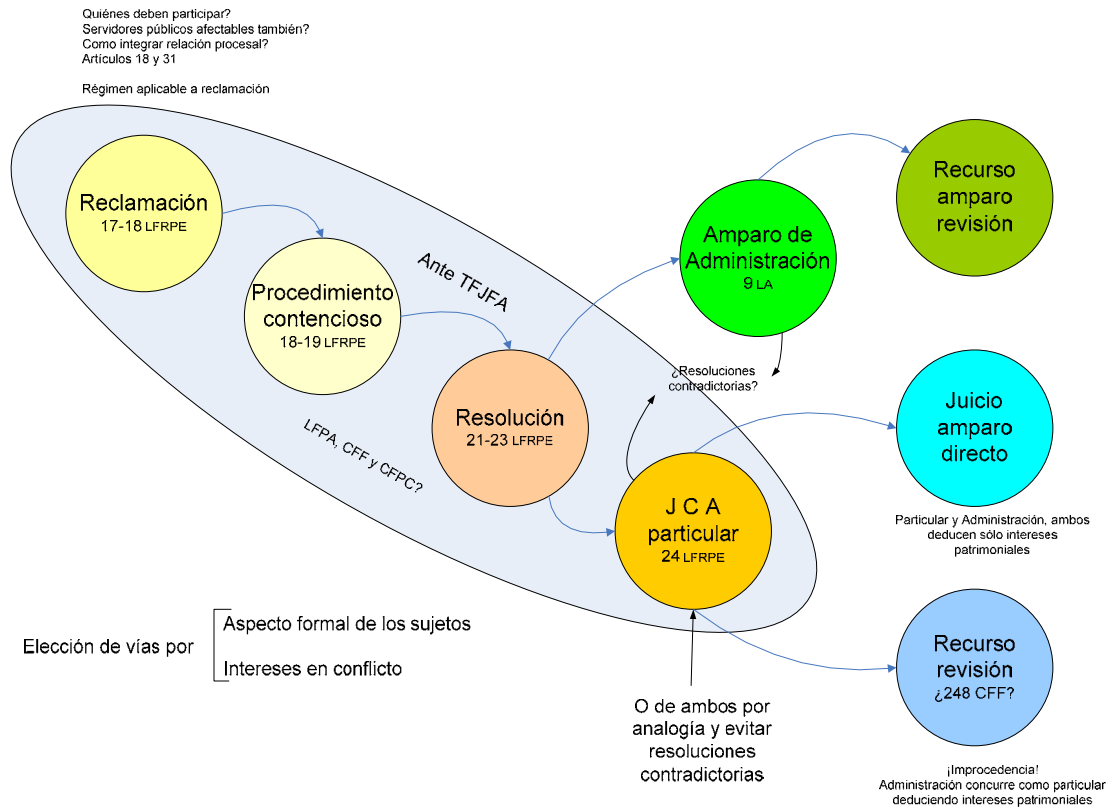 Quiénes deben participar?
Servidores públicos afectables también?
Como integrar relación procesal?
Artículos 18 y 31
Régimen aplicable a reclamación
Reclamación
17-18 LFRPE
Procedimiento
contencioso
18-19 LFRPE
Ante TFJFA
Resolución
21-23 LFRPE
LFPA, CFF y CFPC?
J C A
particular
24 LFRPE
¿Resoluciones
contradictorias?
Amparo de
Administración
9 LA
Recurso
amparo
revisión
Juicio
amparo
directo
Particular y Administración, ambos
deducen sólo intereses
patrimoniales
Recurso
revisión
¿248 CFF?
¡Improcedencia!
Administración concurre como particular
deduciendo intereses patrimoniales
O de ambos por
analogía y evitar
resoluciones
contradictorias
Elección de vías por
Aspecto formal de los sujetos
Intereses en conflicto